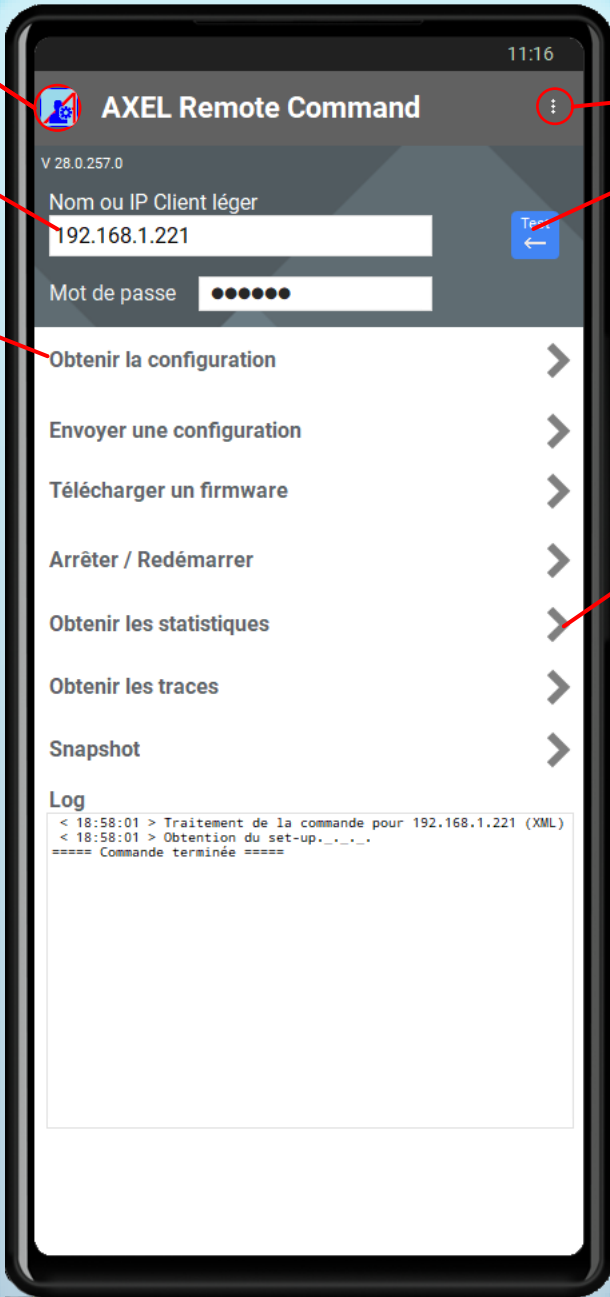 11:16
AXEL Remote Command
V 28.0.257.0
Nom ou IP Client léger
192.168.1.221
Test
Mot de passe
Obtenir la configuration
Envoyer une configuration
Télécharger un firmware
Arrêter / Redémarrer
Obtenir les statistiques
Obtenir les traces
Snapshot
Log
< 18:58:01 > Traitement de la commande pour 192.168.1.221 (XML)
< 18:58:01 > Obtention du set-up._._._.
===== Commande terminée =====